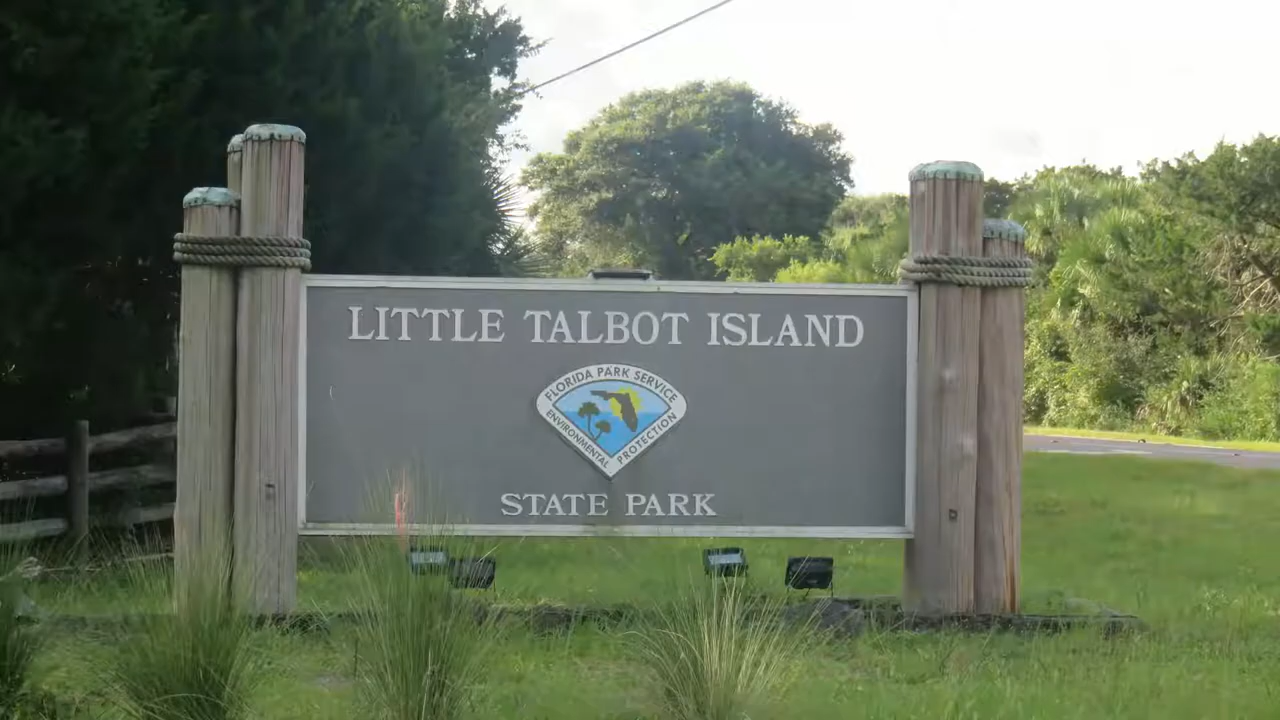 LITTLE TALBOT ISLAND
FLORIDA PARK SERVICE
ENVIRONMENTAL PROTECTION
STATE PARK